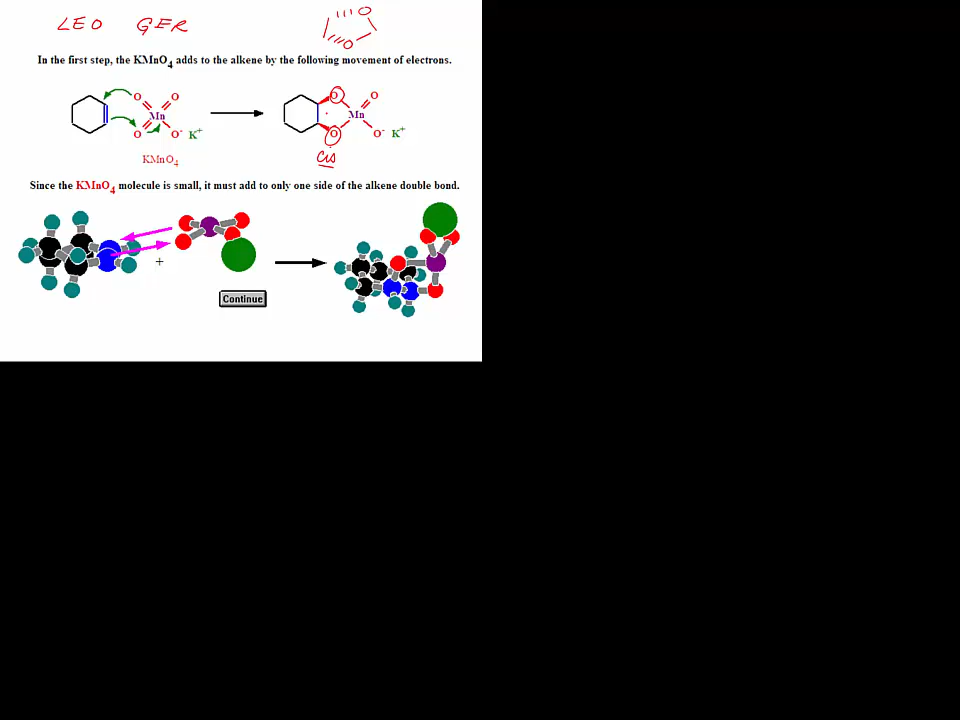 LEO GER
O
O
In the first step, the KMnO4 adds to the alkene by the following movement of electrons.
O O
Mn
O O- K+
KMnO4
O O
Mn
O O- K+
cis
Since the KMnO4 molecule is small, it must add to only one side of the alkene double bond.
+
Continue